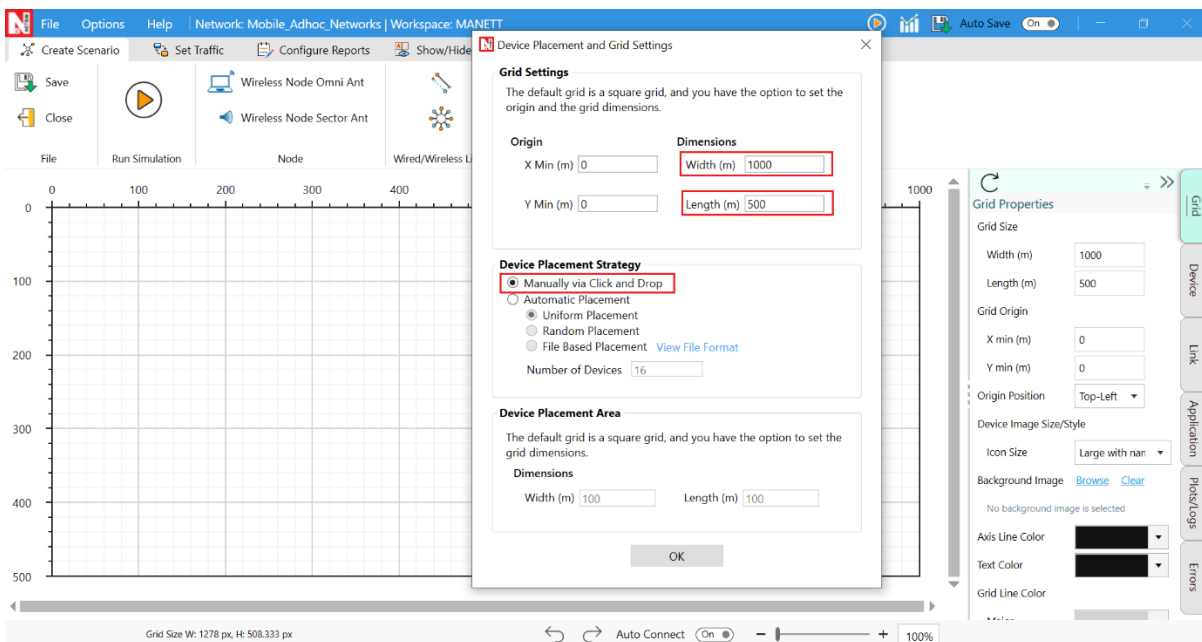 N File Options Help Network: Mobile_Adhoc_Networks | Workspace: MANETT Auto Save On
Create Scenario Set Traffic Configure Reports Show/Hide
Save
Close
File
Run Simulation
Wireless Node Omni Ant
Wireless Node Sector Ant
Node
Wired/Wireless Li
0 100 200 300 400 1000
0
100
200
300
400
500
N Device Placement and Grid Settings
Grid Settings
The default grid is a square grid, and you have the option to set the
origin and the grid dimensions.
Origin Dimensions
X Min (m) 0 Width (m) 1000
Y Min (m) 0 Length (m) 500
Device Placement Strategy
Manually via Click and Drop
Automatic Placement
Uniform Placement
Random Placement
File Based Placement View File Format
Number of Devices 16
Device Placement Area
The default grid is a square grid, and you have the option to set the
grid dimensions.
Dimensions
Width (m) 100 Length (m) 100
OK
Grid Properties
Grid Size
Width (m) 1000
Length (m) 500
Grid Origin
X min (m) 0
Y min (m) 0
Origin Position Top-Left
Device Image Size/Style
Icon Size Large with nan
Background Image Browse Clear
No background image is selected
Axis Line Color
Text Color
Grid Line Color
Grid
Device
Link
Application
Plots/Logs
Errors
Grid Size W: 1278 px, H: 508.333 px Auto Connect On 100%